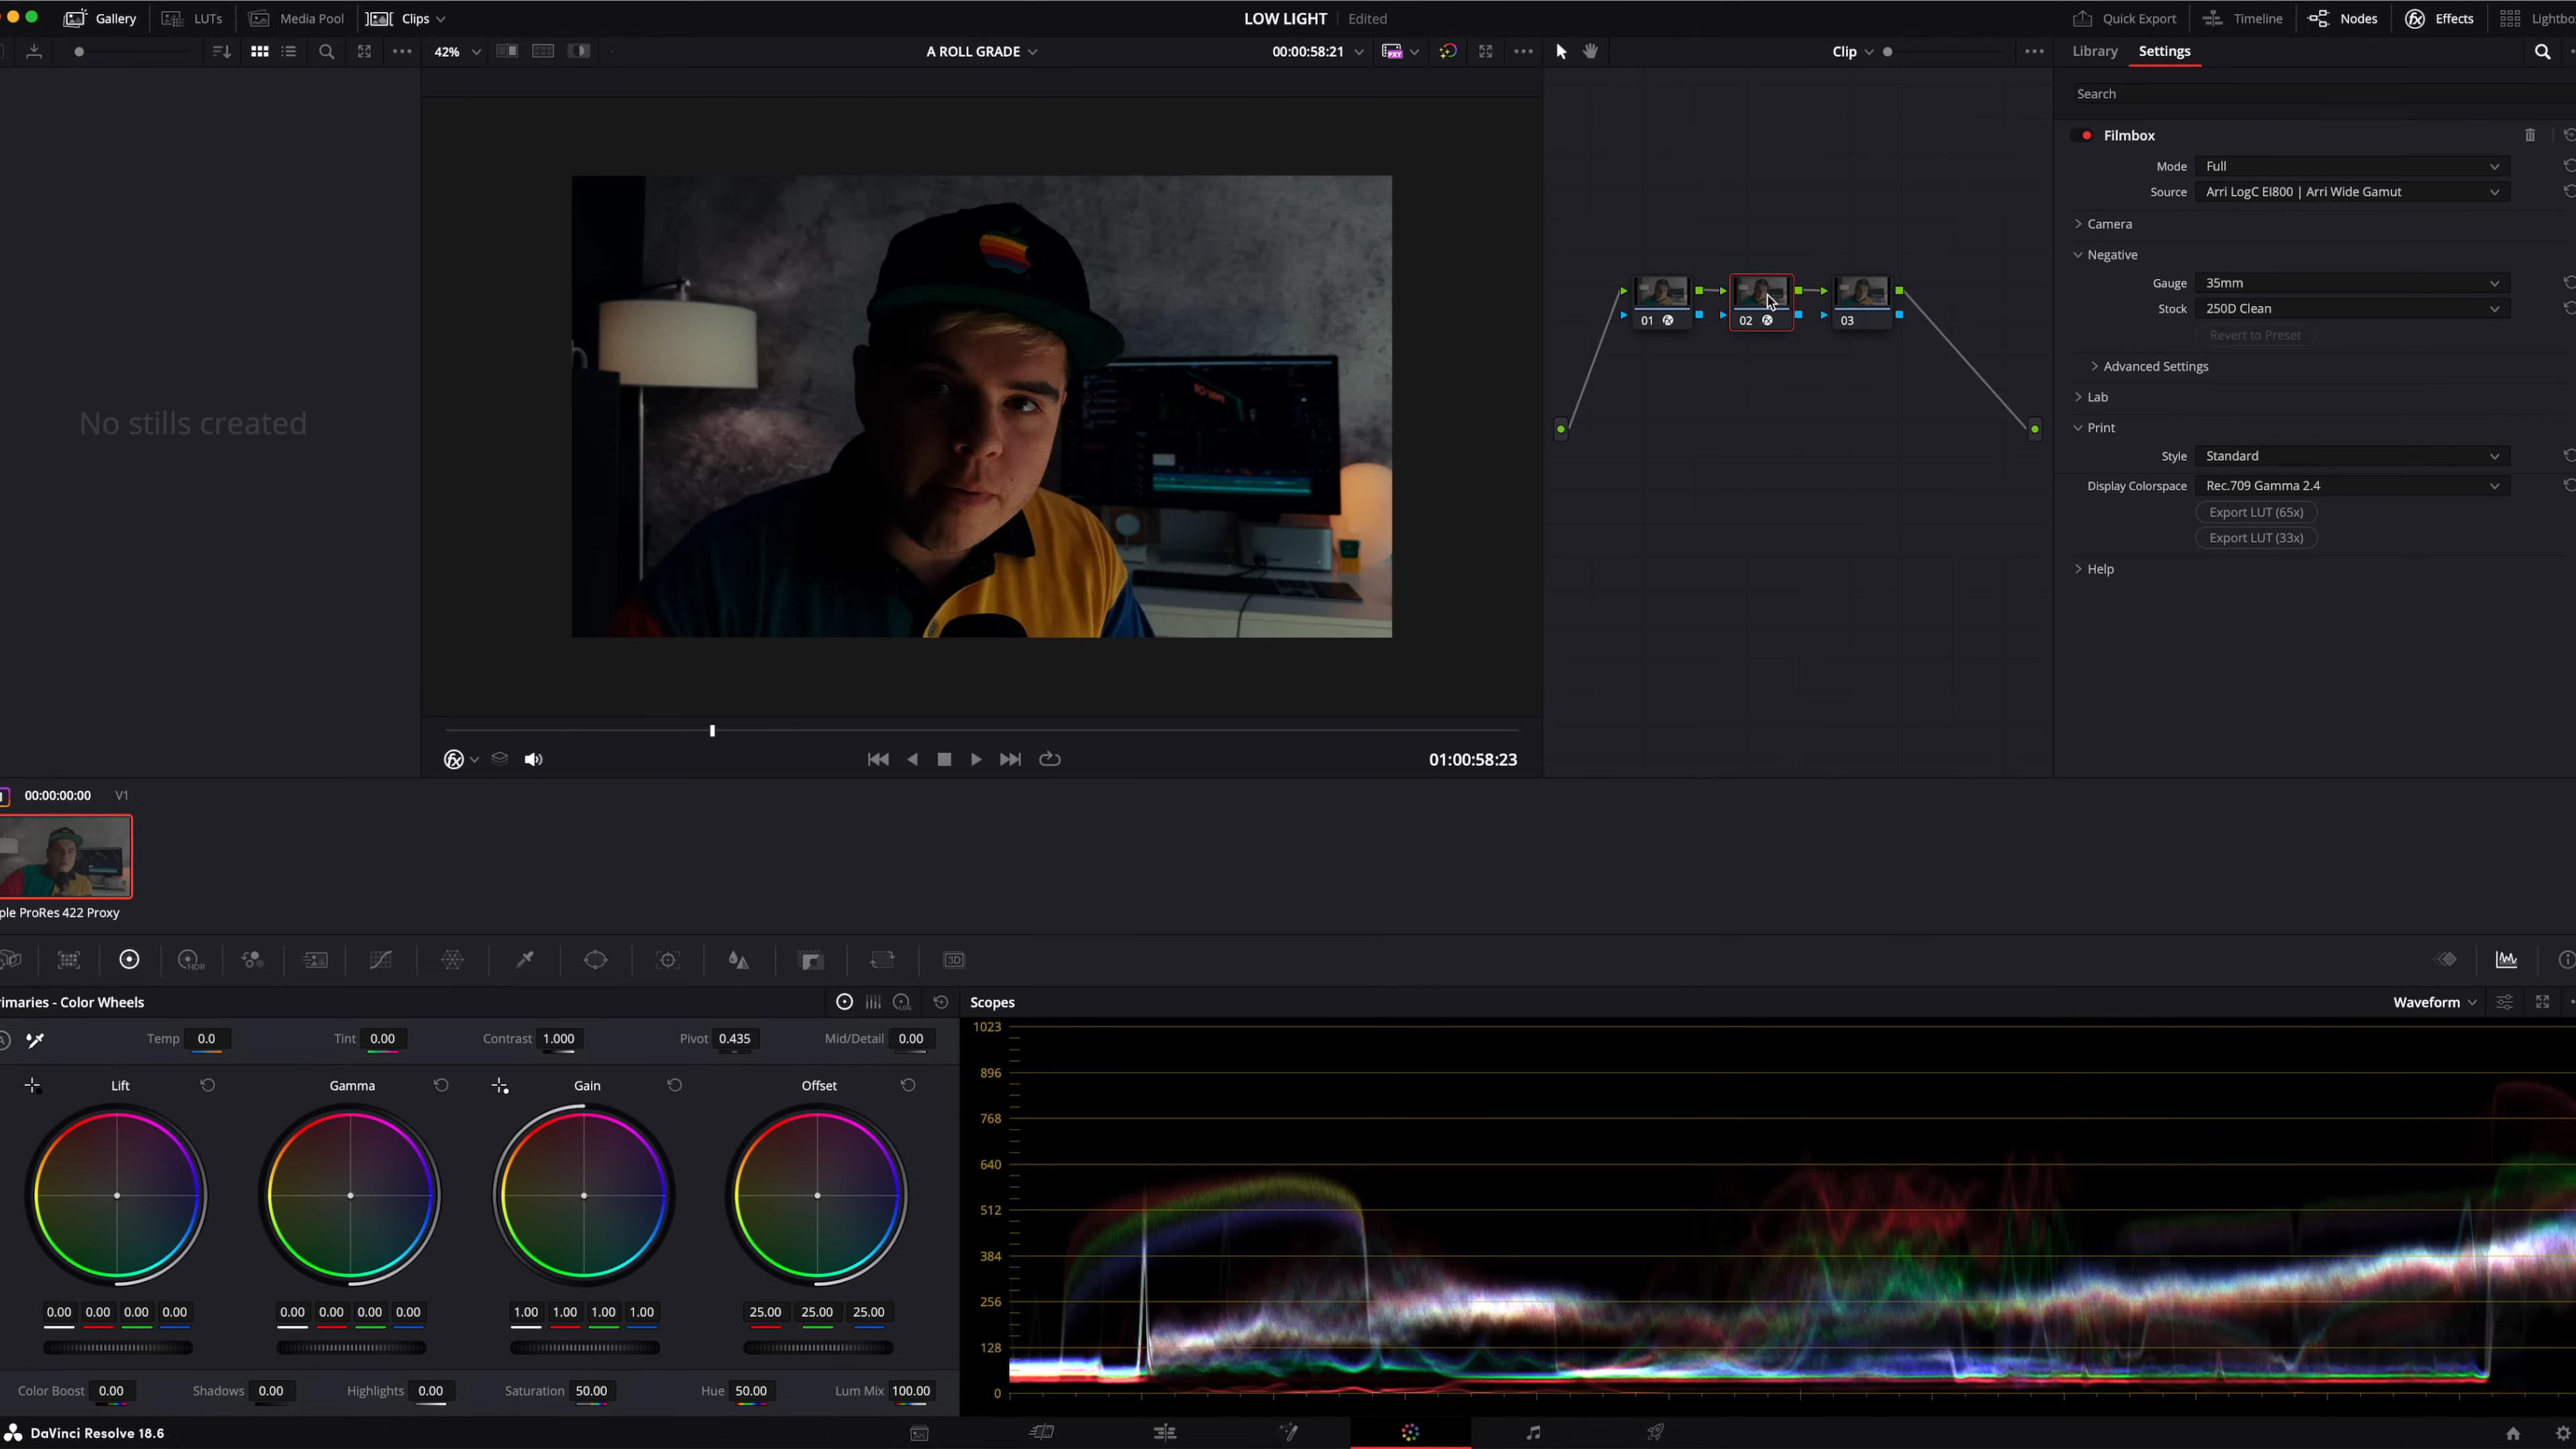 Gallery LUTs Media Pool Clips LOW LIGHT Edited Quick Export Timeline Nodes Effects
42% A ROLL GRADE 00:00:58:21 PXY Clip Library Settings
Search
Filmbox
Mode Full
Source Arri LogC EI800 | Arri Wide Gamut
Camera
Negative
Gauge 35mm
Stock 250D Clean
Revert to Preset
01 02 03
Advanced Settings
Lab
No stills created
Print
Style Standard
Display Colorspace Rec.709 Gamma 2.4
Export LUT (65x)
Export LUT (33x)
Help
01:00:58:23
00:00:00:00 V1
ple ProRes 422 Proxy
HDR 3D
imaries - Color Wheels LOG Scopes Waveform
Temp 0.0 Tint 0.00 Contrast 1.000 Pivot 0.435 Mid/Detail 0.00
Lift Gamma Gain Offset
0.00 0.00 0.00 0.00 0.00 0.00 0.00 0.00 1.00 1.00 1.00 1.00 25.00 25.00 25.00
Color Boost 0.00 Shadows 0.00 Highlights 0.00 Saturation 50.00 Hue 50.00 Lum Mix 100.00
1023
896
768
640
512
384
256
128
0
DaVinci Resolve 18.6